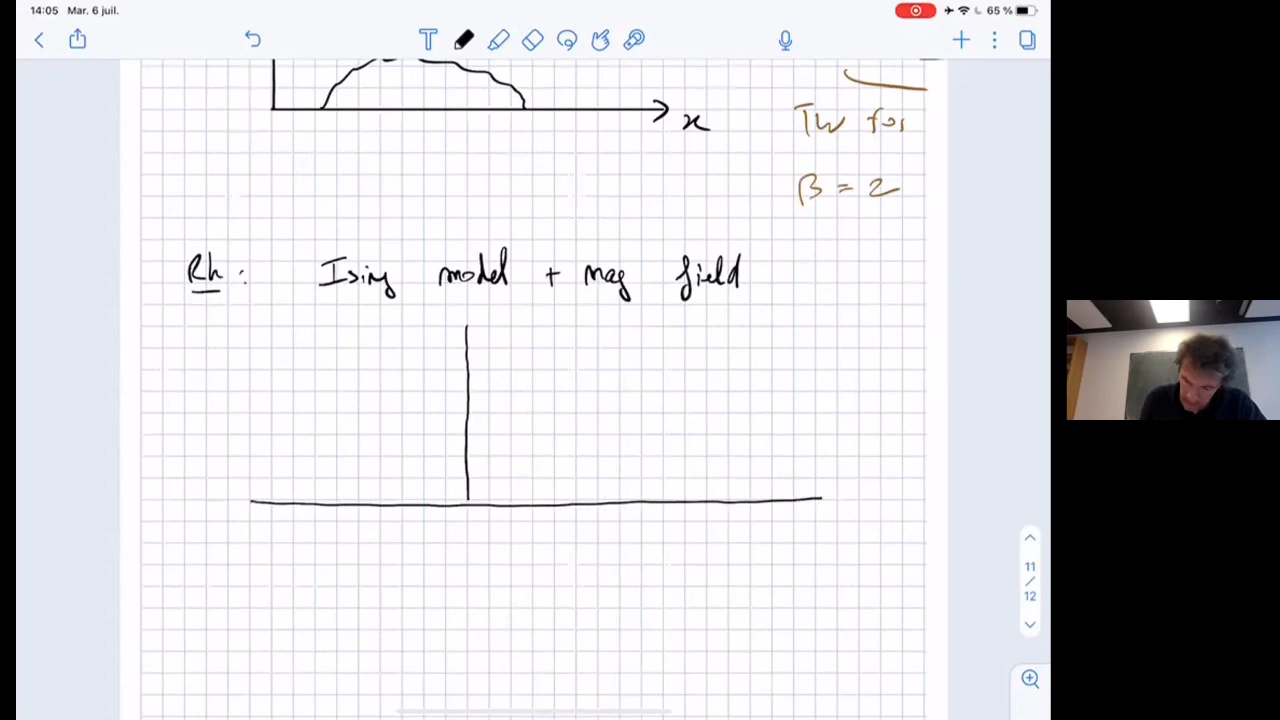 14:05 Mar. 6 juil. 65 %
x
TW for
β = 2
Rk : Ising model + mag field
11
/
12